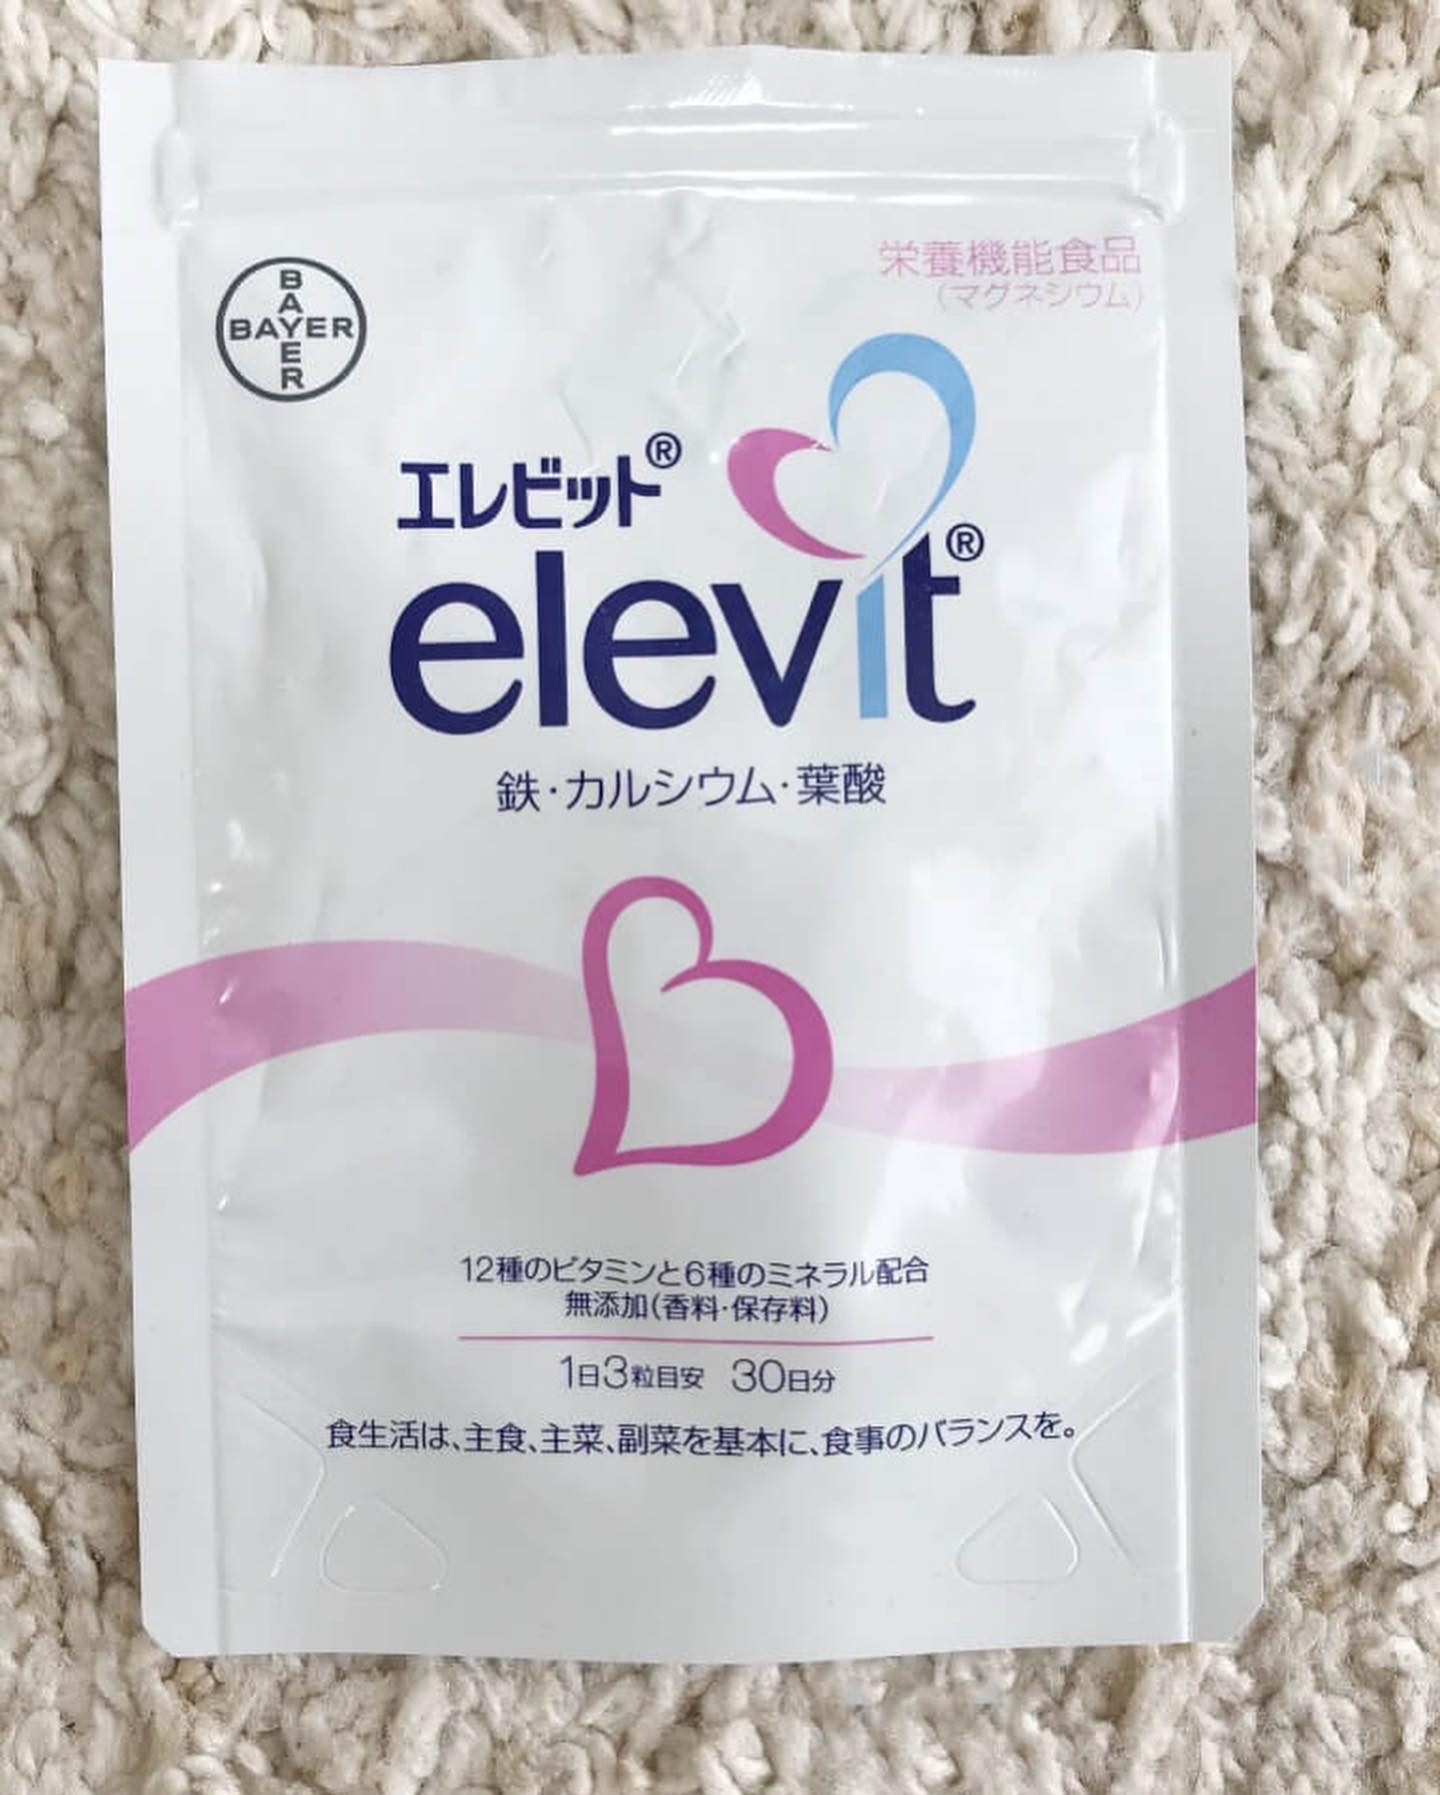 栄養機能食品
(マグネシウム)
BAYER
BAYER
エレビット®
elevit®
鉄・カルシウム・葉酸
12種のビタミンと6種のミネラル配合
無添加(香料・保存料)
1日3粒目安 30日分
食生活は、主食、主菜、副菜を基本に、食事のバランスを。